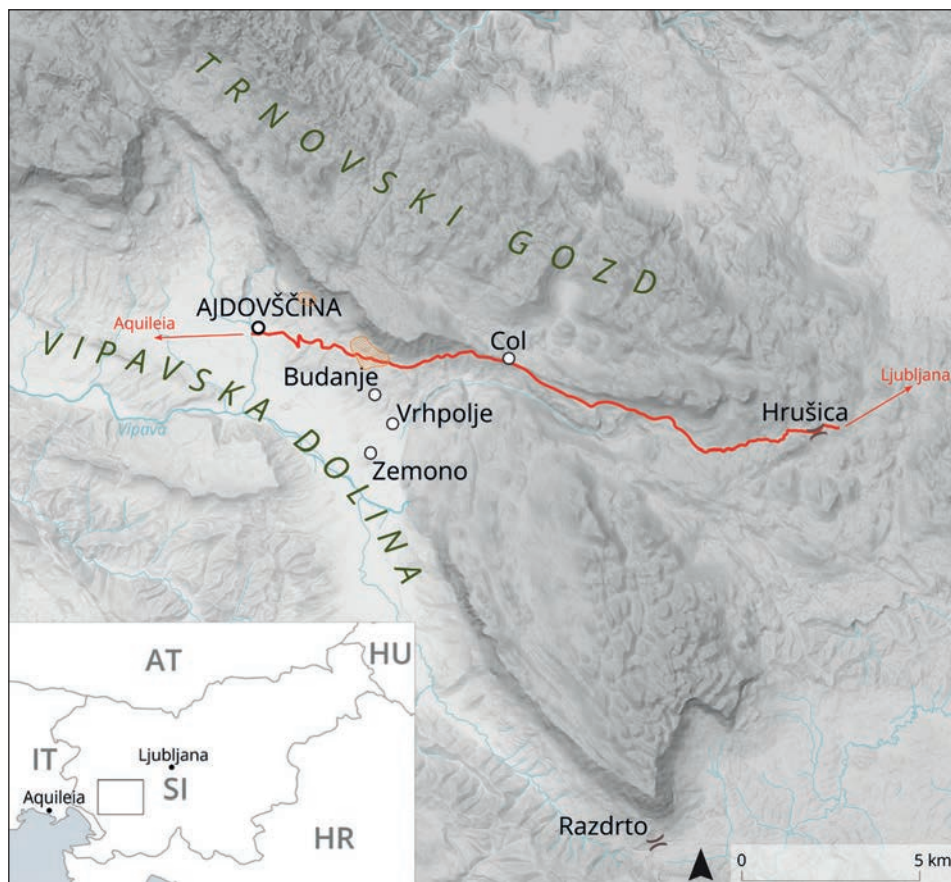 TRNOVSKI GOZD
AJDOVŠČINA
Aquileia
Col
VIPAVSKA DOLINA
Budanje
Ljubljana
Hrušica
Vrhpolje
Vipava
Zemono
AT
HU
Ljubljana
IT
SI
Aquileia
HR
Razdrto
0
5 km